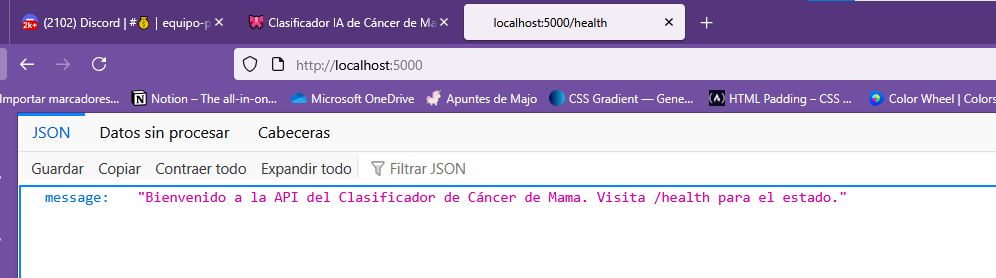 2k+ (2102) Discord | #💰 | equipo-p
Clasificador IA de Cáncer de Ma
localhost:5000/health
http://localhost:5000
Importar marcadores...
Notion – The all-in-on...
Microsoft OneDrive
Apuntes de Majo
CSS Gradient — Gene...
HTML Padding – CSS ...
Color Wheel | Colors
JSON
Datos sin procesar
Cabeceras
Guardar
Copiar
Contraer todo
Expandir todo
Filtrar JSON
message: "Bienvenido a la API del Clasificador de Cáncer de Mama. Visita /health para el estado."